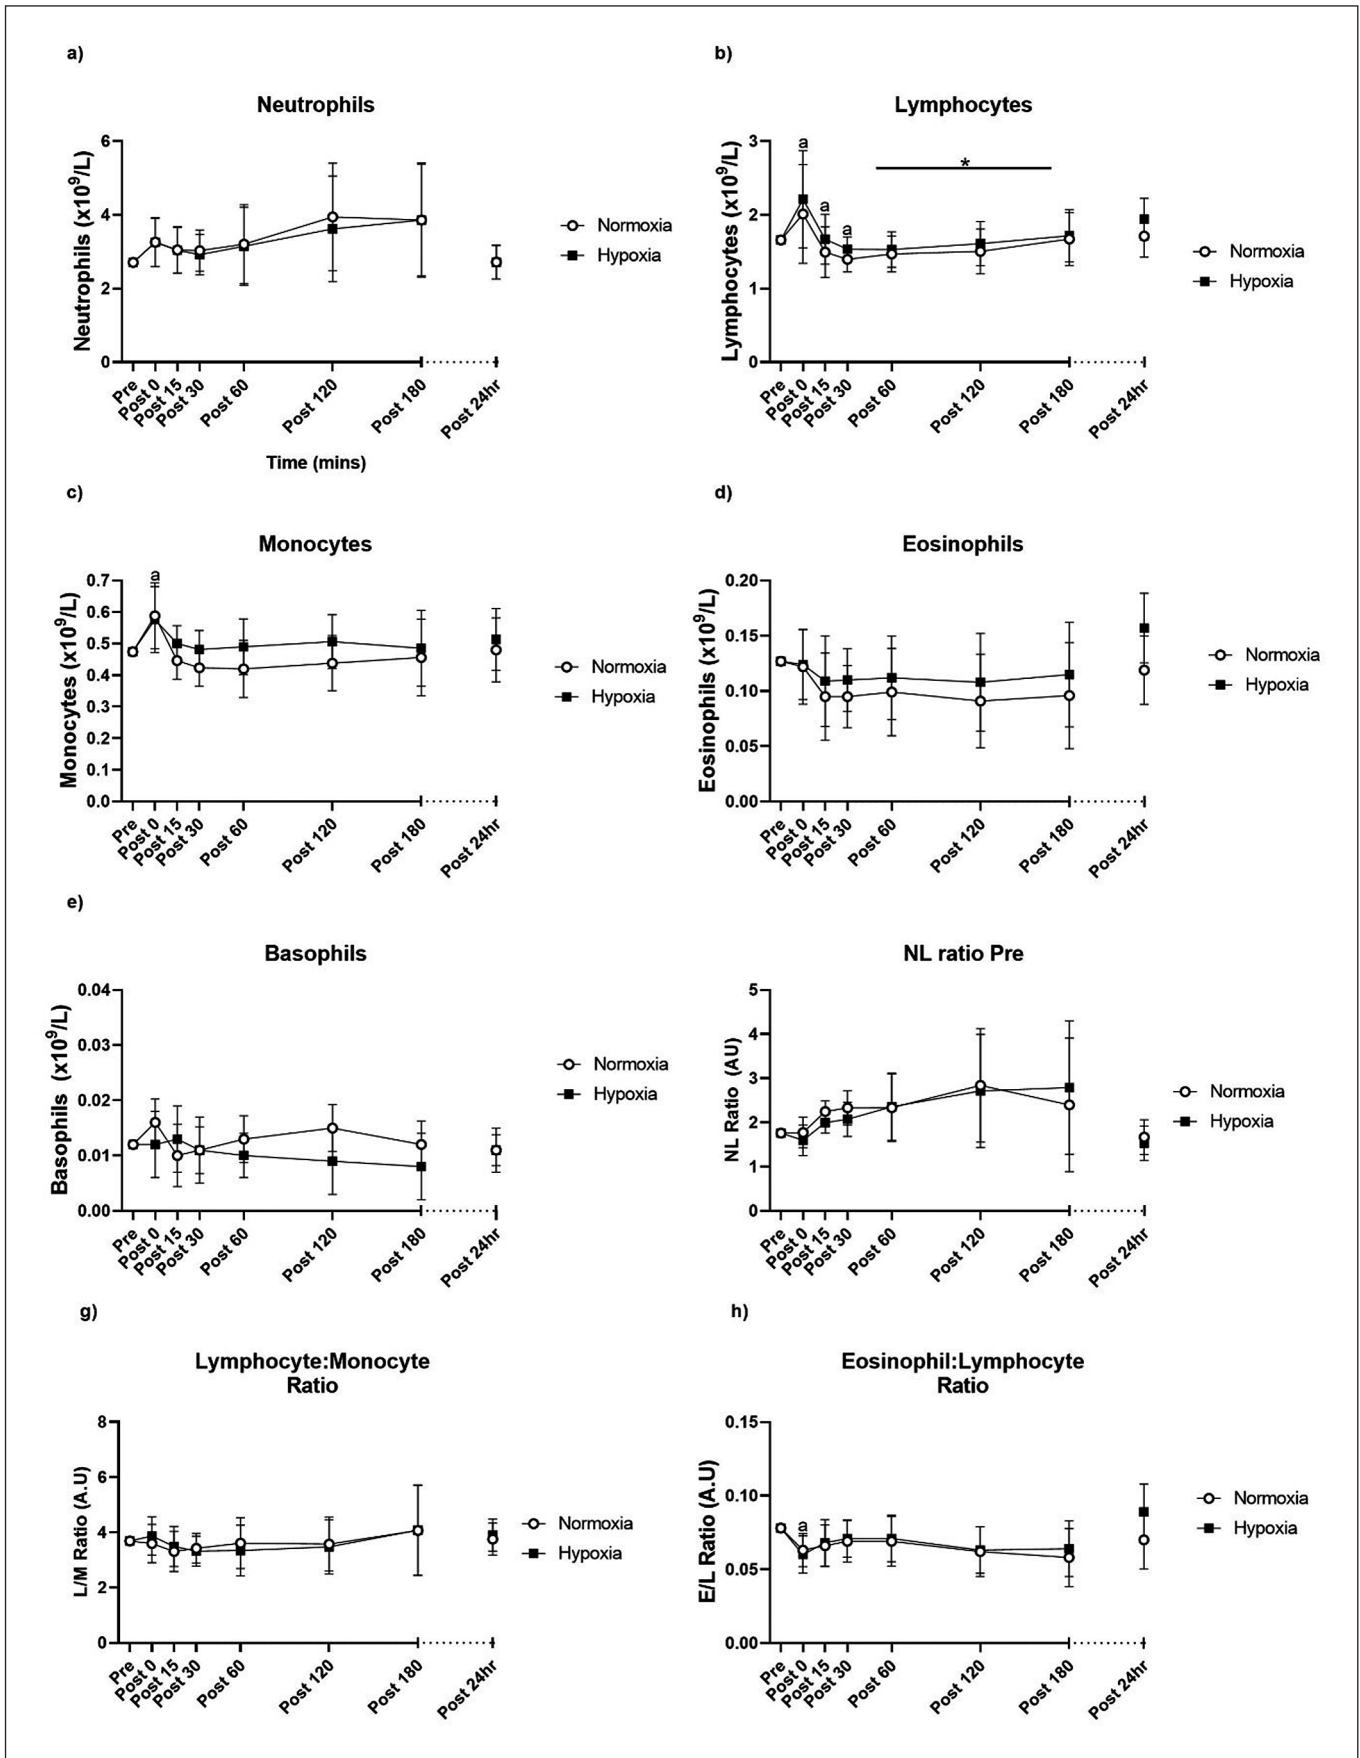 a)
Neutrophils
Neutrophils (x10⁹/L)
6
4
2
0
Pre
Post 0
Post 15
Post 30
Post 60
Post 120
Post 180
Post 24hr
Time (mins)
Normoxia
Hypoxia
b)
Lymphocytes
Lymphocytes (x10⁹/L)
3
2
1
0
a
a
a
*
Pre
Post 0
Post 15
Post 30
Post 60
Post 120
Post 180
Post 24hr
Normoxia
Hypoxia
c)
Monocytes
Monocytes (x10⁹/L)
0.7
0.6
0.5
0.4
0.3
0.2
0.1
0.0
a
Pre
Post 0
Post 15
Post 30
Post 60
Post 120
Post 180
Post 24hr
Normoxia
Hypoxia
d)
Eosinophils
Eosinophils (x10⁹/L)
0.20
0.15
0.10
0.05
0.00
Pre
Post 0
Post 15
Post 30
Post 60
Post 120
Post 180
Post 24hr
Normoxia
Hypoxia
e)
Basophils
Basophils (x10⁹/L)
0.04
0.03
0.02
0.01
0.00
Pre
Post 0
Post 15
Post 30
Post 60
Post 120
Post 180
Post 24hr
Normoxia
Hypoxia
NL ratio Pre
NL Ratio (AU)
5
4
3
2
1
0
Pre
Post 0
Post 15
Post 30
Post 60
Post 120
Post 180
Post 24hr
Normoxia
Hypoxia
g)
Lymphocyte:Monocyte
Ratio
L/M Ratio (A.U)
8
6
4
2
0
Pre
Post 0
Post 15
Post 30
Post 60
Post 120
Post 180
Post 24hr
Normoxia
Hypoxia
h)
Eosinophil:Lymphocyte
Ratio
E/L Ratio (A.U)
0.15
0.10
0.05
0.00
a
Pre
Post 0
Post 15
Post 30
Post 60
Post 120
Post 180
Post 24hr
Normoxia
Hypoxia